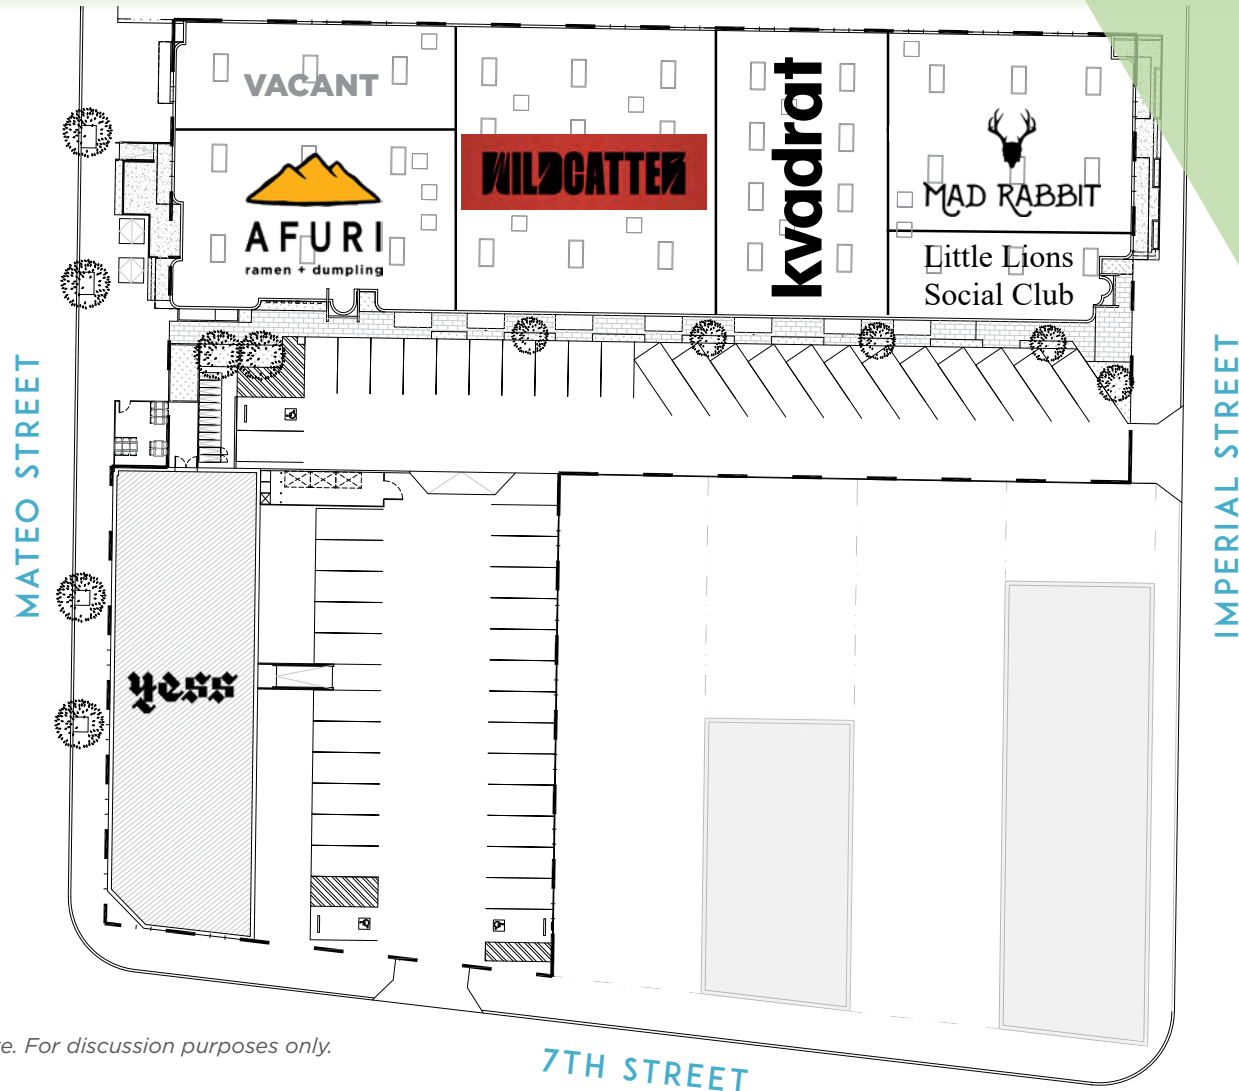 VACANT
AFURI
ramen + dumpling
WILDCATTER
kvadrat
MAD RABBIT
Little Lions
Social Club
MATEO STREET
IMPERIAL STREET
yess
e. For discussion purposes only.
7TH STREET